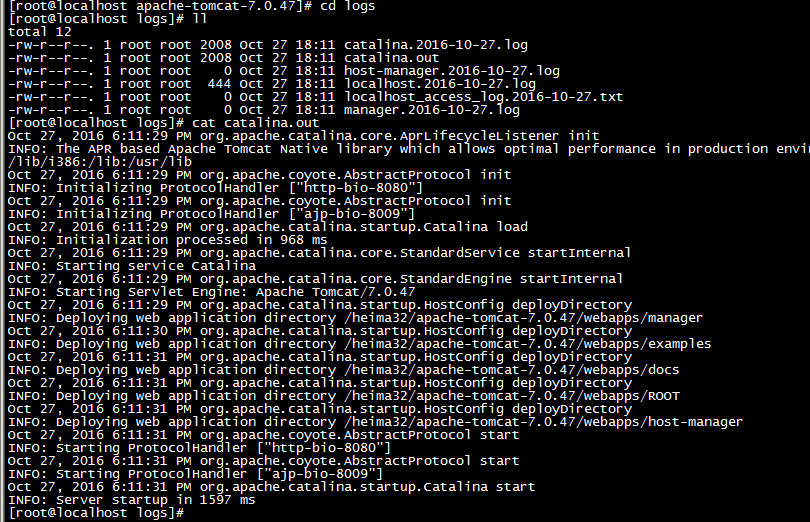 [root@localhost apache-tomcat-7.0.47]# cd logs
[root@localhost logs]# ll
total 12
-rw-r--r--. 1 root root 2008 Oct 27 18:11 catalina.2016-10-27.log
-rw-r--r--. 1 root root 2008 Oct 27 18:11 catalina.out
-rw-r--r--. 1 root root    0 Oct 27 18:11 host-manager.2016-10-27.log
-rw-r--r--. 1 root root  444 Oct 27 18:11 localhost.2016-10-27.log
-rw-r--r--. 1 root root    0 Oct 27 18:11 localhost_access_log.2016-10-27.txt
-rw-r--r--. 1 root root    0 Oct 27 18:11 manager.2016-10-27.log
[root@localhost logs]# cat catalina.out
Oct 27, 2016 6:11:29 PM org.apache.catalina.core.AprLifecycleListener init
INFO: The APR based Apache Tomcat Native library which allows optimal performance in production envi
/lib/i386:/lib:/usr/lib
Oct 27, 2016 6:11:29 PM org.apache.coyote.AbstractProtocol init
INFO: Initializing ProtocolHandler ["http-bio-8080"]
Oct 27, 2016 6:11:29 PM org.apache.coyote.AbstractProtocol init
INFO: Initializing ProtocolHandler ["ajp-bio-8009"]
Oct 27, 2016 6:11:29 PM org.apache.catalina.startup.Catalina load
INFO: Initialization processed in 968 ms
Oct 27, 2016 6:11:29 PM org.apache.catalina.core.StandardService startInternal
INFO: Starting service Catalina
Oct 27, 2016 6:11:29 PM org.apache.catalina.core.StandardEngine startInternal
INFO: Starting Servlet Engine: Apache Tomcat/7.0.47
Oct 27, 2016 6:11:29 PM org.apache.catalina.startup.HostConfig deployDirectory
INFO: Deploying web application directory /heima32/apache-tomcat-7.0.47/webapps/manager
Oct 27, 2016 6:11:30 PM org.apache.catalina.startup.HostConfig deployDirectory
INFO: Deploying web application directory /heima32/apache-tomcat-7.0.47/webapps/examples
Oct 27, 2016 6:11:31 PM org.apache.catalina.startup.HostConfig deployDirectory
INFO: Deploying web application directory /heima32/apache-tomcat-7.0.47/webapps/docs
Oct 27, 2016 6:11:31 PM org.apache.catalina.startup.HostConfig deployDirectory
INFO: Deploying web application directory /heima32/apache-tomcat-7.0.47/webapps/ROOT
Oct 27, 2016 6:11:31 PM org.apache.catalina.startup.HostConfig deployDirectory
INFO: Deploying web application directory /heima32/apache-tomcat-7.0.47/webapps/host-manager
Oct 27, 2016 6:11:31 PM org.apache.coyote.AbstractProtocol start
INFO: Starting ProtocolHandler ["http-bio-8080"]
Oct 27, 2016 6:11:31 PM org.apache.coyote.AbstractProtocol start
INFO: Starting ProtocolHandler ["ajp-bio-8009"]
Oct 27, 2016 6:11:31 PM org.apache.catalina.startup.Catalina start
INFO: Server startup in 1597 ms
[root@localhost logs]#